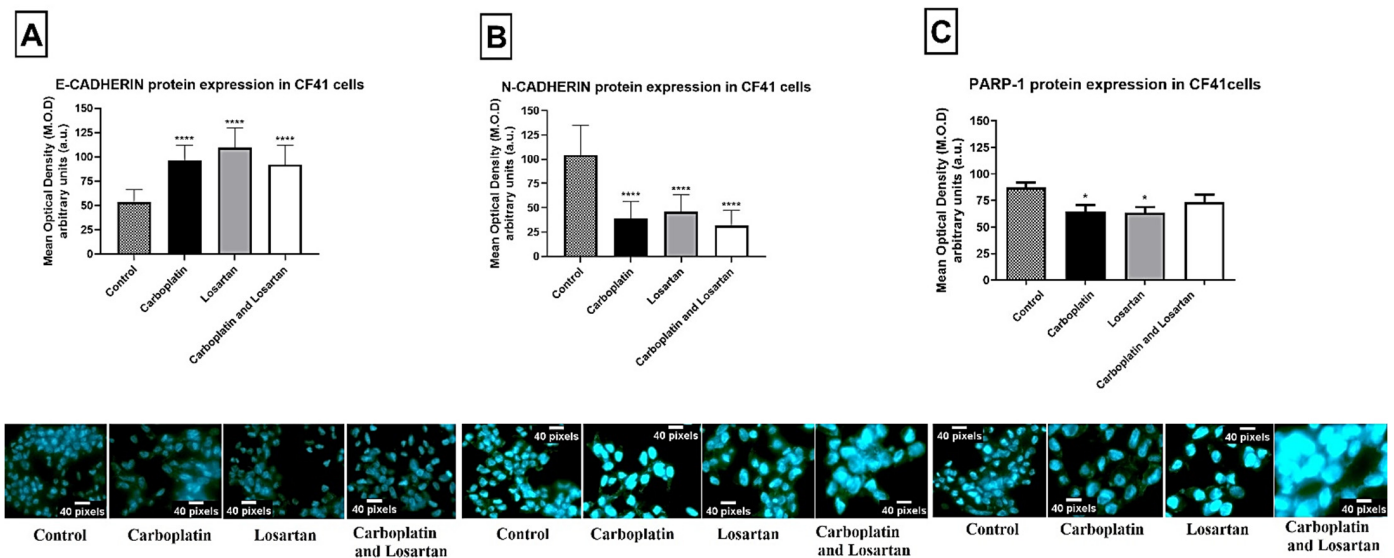 A
E-CADHERIN protein expression in CF41 cells
Mean Optical Density (M.O.D)
arbitrary units (a.u.)
150
125
100
75
50
25
0
****
****
****
Control
Carboplatin
Losartan
Carboplatin and Losartan
B
N-CADHERIN protein expression in CF41 cells
Mean Optical Density (M.O.D)
arbitrary units (a.u.)
150
125
100
75
50
25
0
****
****
****
Control
Carboplatin
Losartan
Carboplatin and Losartan
C
PARP-1 protein expression in CF41cells
Mean Optical Density (M.O.D)
arbitrary units (a.u.)
150
125
100
75
50
25
0
*
*
Control
Carboplatin
Losartan
Carboplatin and Losartan
40 pixels
40 pixels
40 pixels
40 pixels
40 pixels
40 pixels
40 pixels
40 pixels
40 pixels
40 pixels
40 pixels
40 pixels
Control
Carboplatin
Losartan
Carboplatin
and Losartan
Control
Carboplatin
Losartan
Carboplatin
and Losartan
Control
Carboplatin
Losartan
Carboplatin
and Losartan